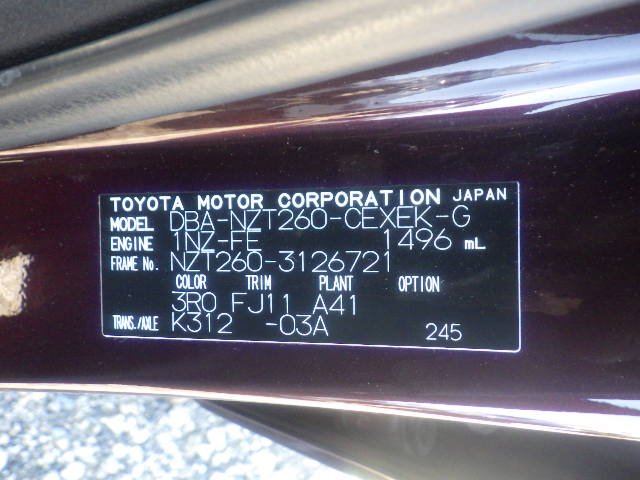 TOYOTA MOTOR CORPORATION JAPAN
MODEL DBA-NZT260-CEXEK-G
ENGINE 1NZ-FE 1496 mL
FRAME No. NZT260-3126721
COLOR TRIM PLANT OPTION
3R0 FJ11 A41
TRANS./AXLE K312 -03A 245